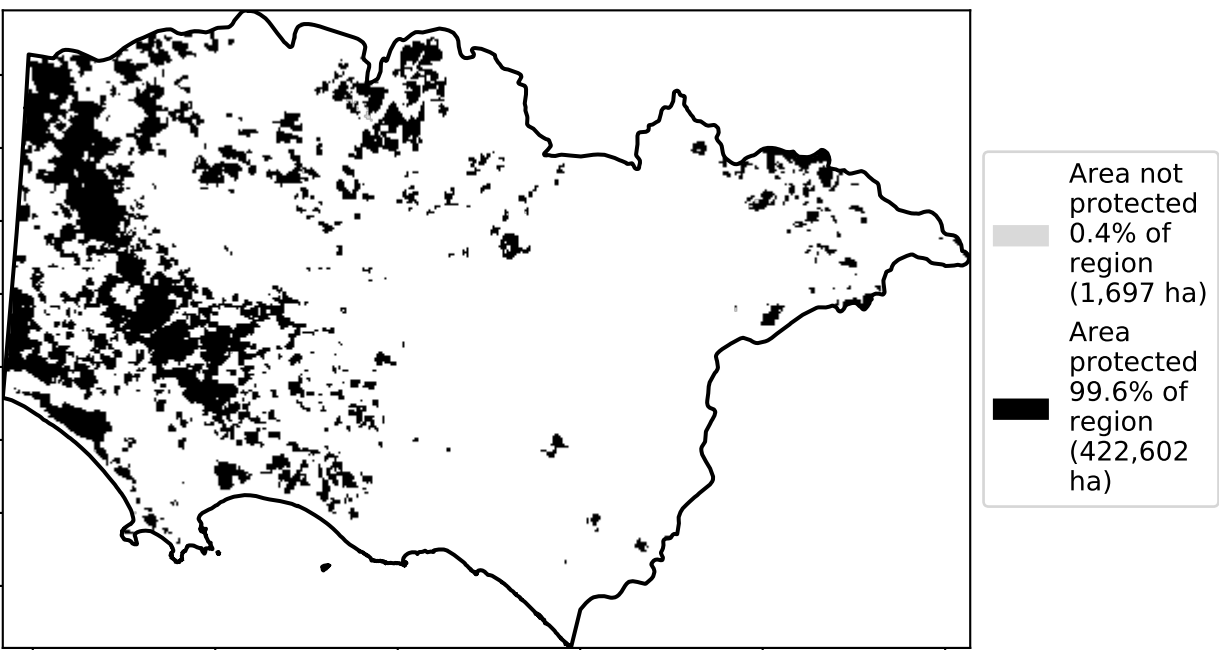 Area not
protected
0.4% of
region
(1,697 ha)
Area
protected
99.6% of
region
(422,602
ha)